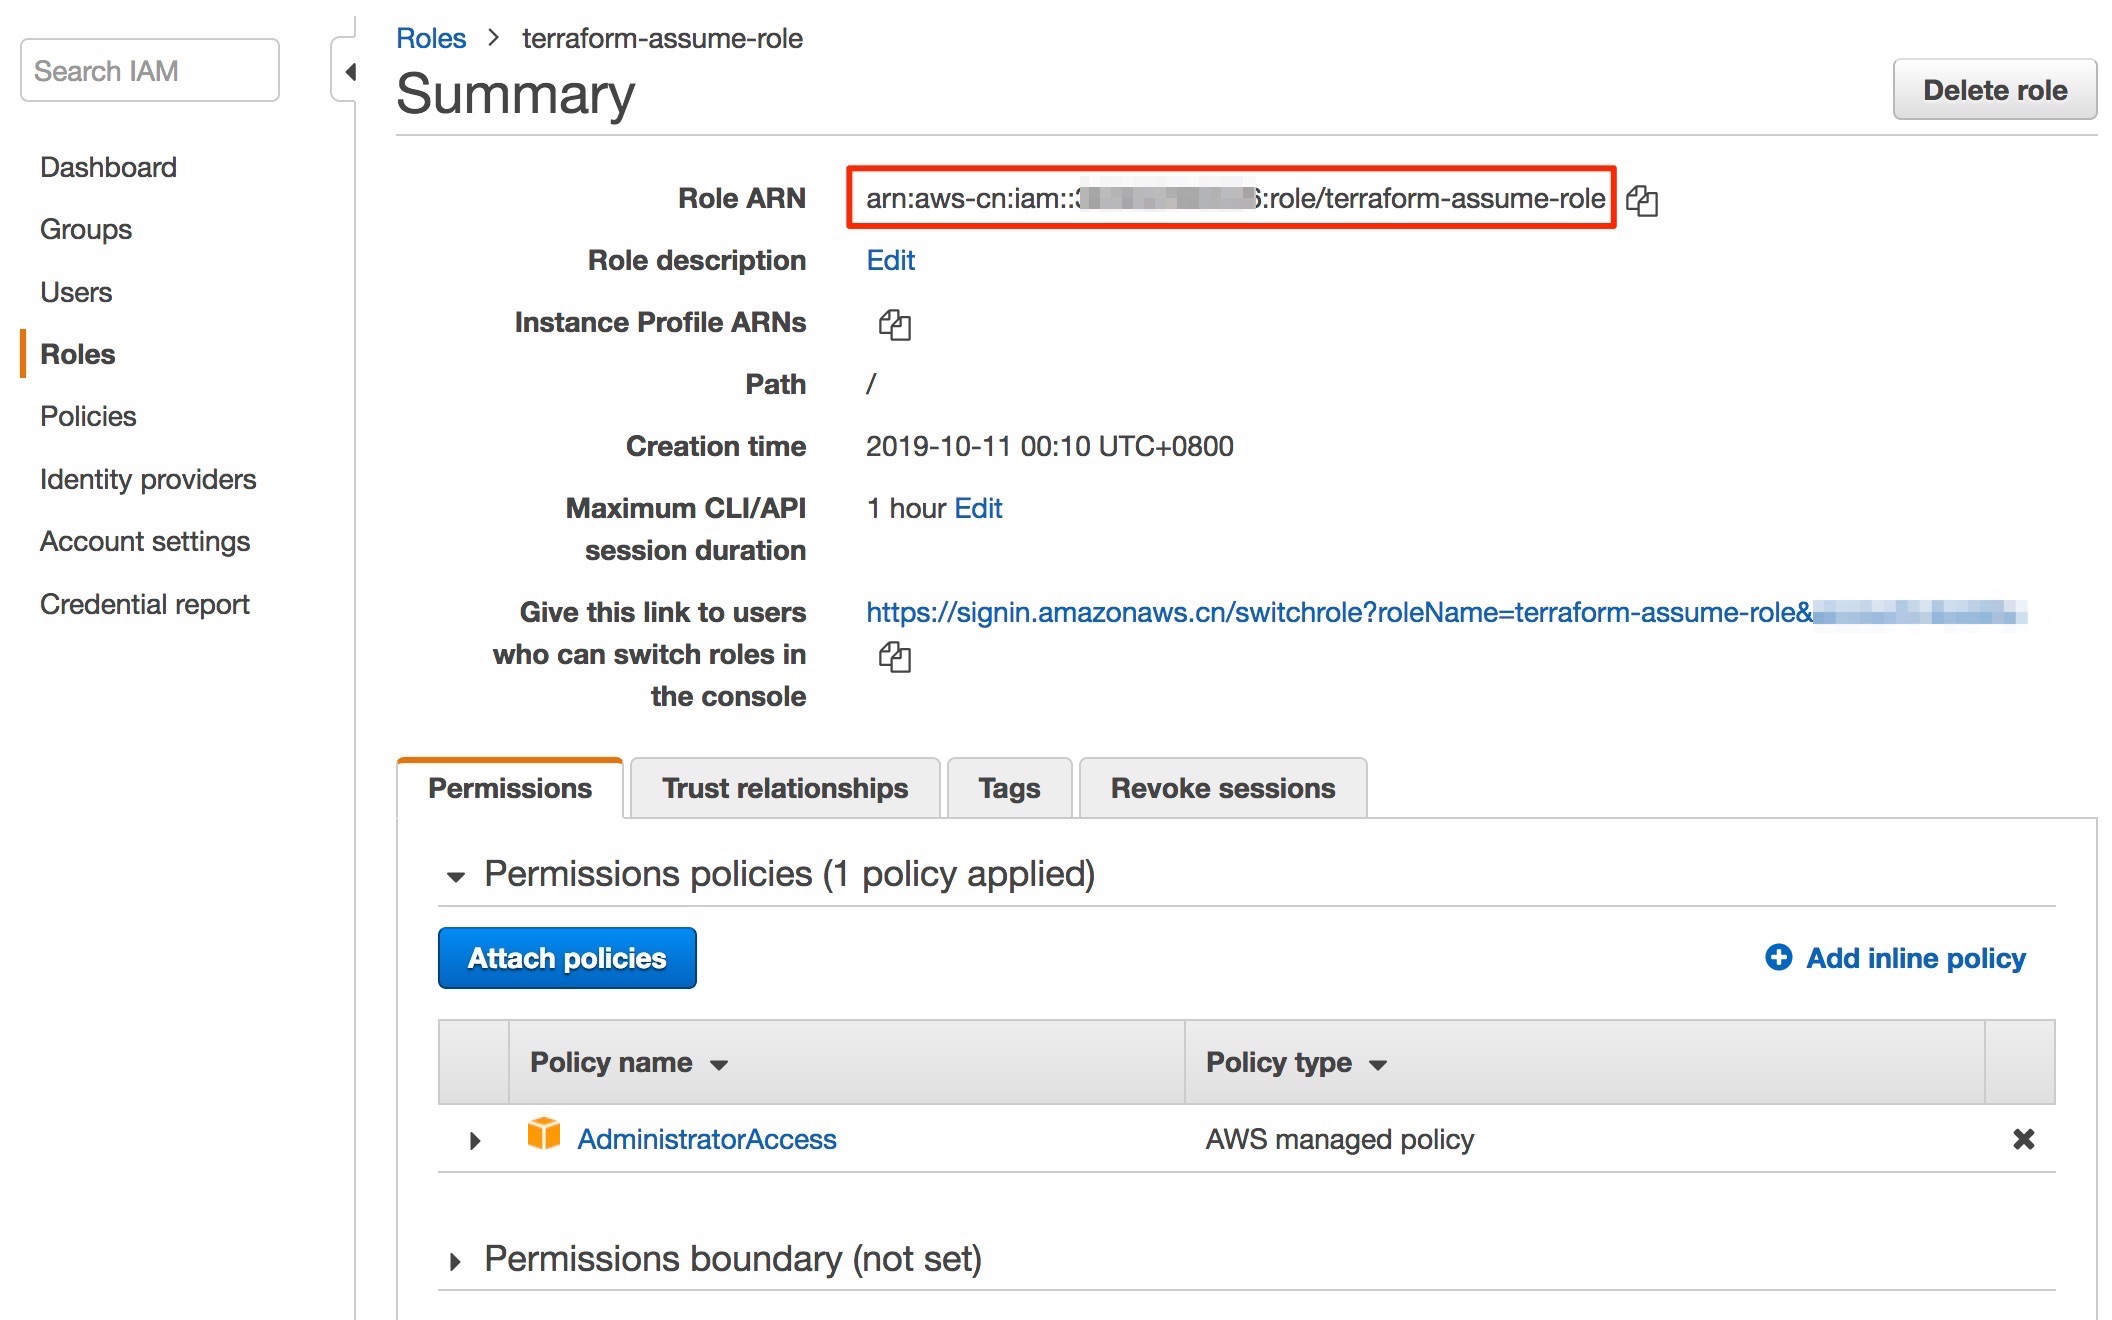 Search IAM
Dashboard
Groups
Users
Roles
Policies
Identity providers
Account settings
Credential report
Roles > terraform-assume-role
Summary
Delete role
Role ARN arn:aws-cn:iam:: :role/terraform-assume-role
Role description Edit
Instance Profile ARNs
Path /
Creation time 2019-10-11 00:10 UTC+0800
Maximum CLI/API 1 hour Edit
session duration
Give this link to users https://signin.amazonaws.cn/switchrole?roleName=terraform-assume-role&
who can switch roles in
the console
Permissions Trust relationships Tags Revoke sessions
Permissions policies (1 policy applied)
Attach policies Add inline policy
Policy name Policy type
AdministratorAccess AWS managed policy
Permissions boundary (not set)